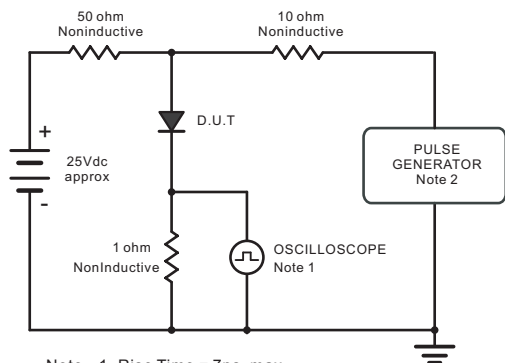 50 ohm
Noninductive
10 ohm
Noninductive
D.U.T
+
25Vdc
approx
-
PULSE
GENERATOR
Note 2
1 ohm
NonInductive
OSCILLOSCOPE
Note 1